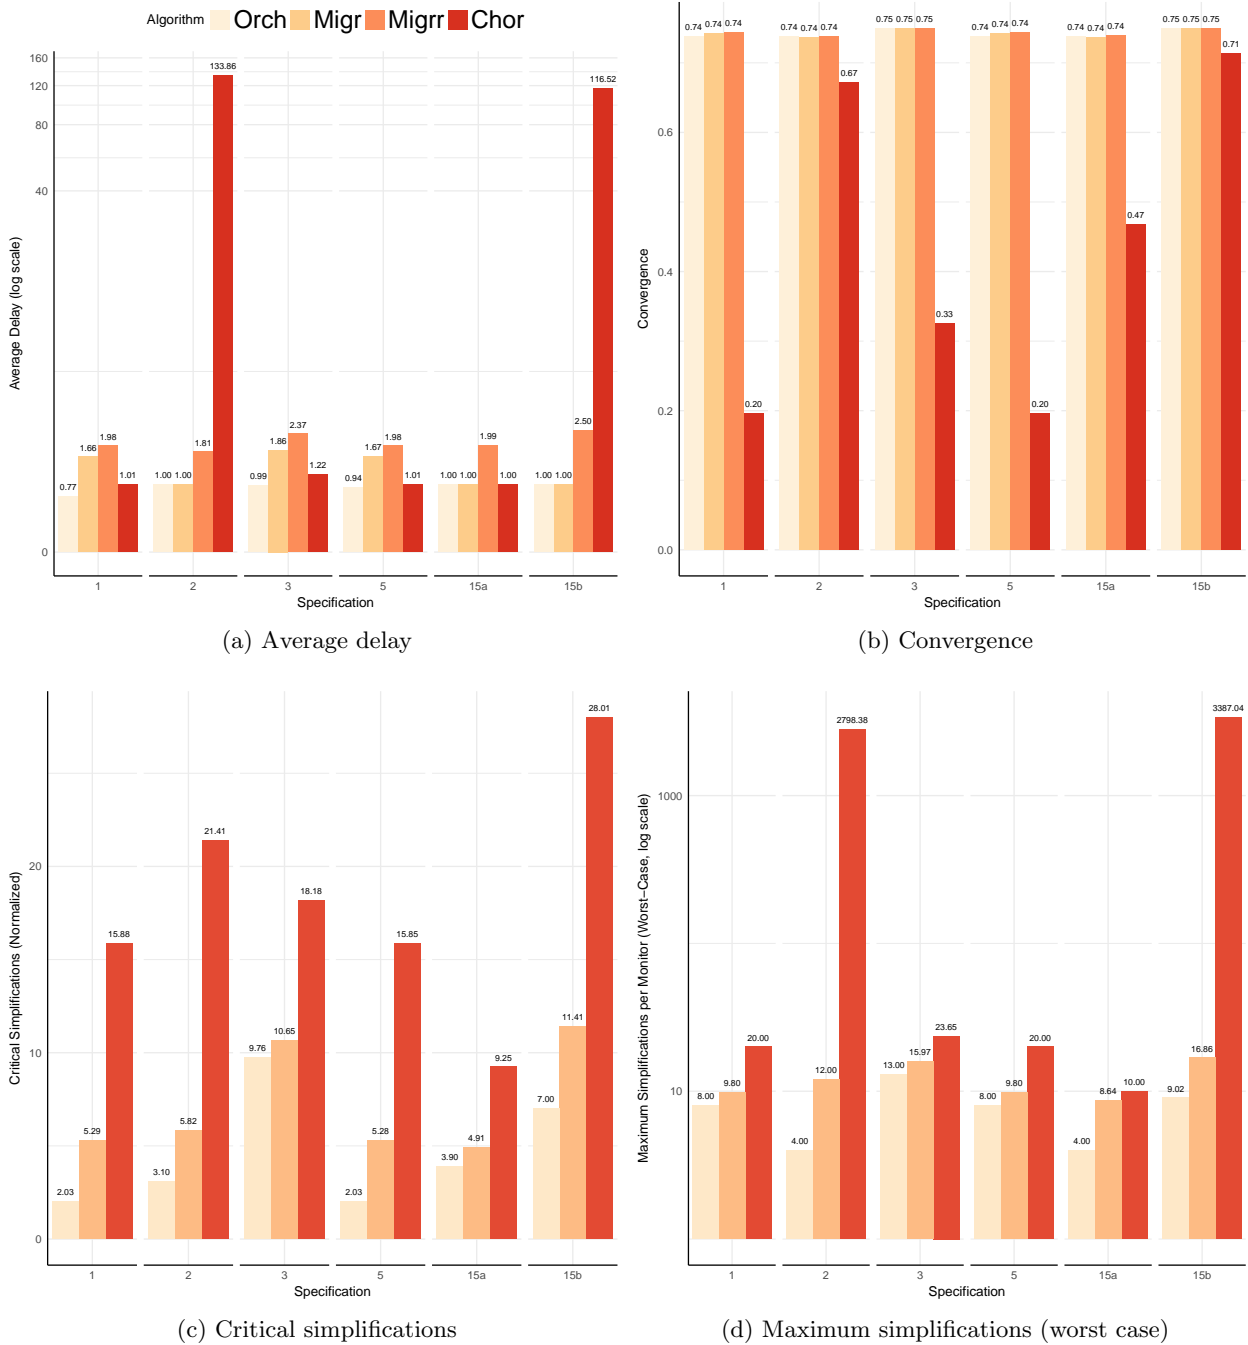 Algorithm Orch Migr Migrr Chor
160
120
80
40
0
Average Delay (log scale)
0.77 1.66 1.98 1.01
1.00 1.00 1.81 133.86
0.99 1.86 2.37 1.22
0.94 1.67 1.98 1.01
1.00 1.00 1.99 1.00
1.00 1.00 2.50 116.52
1 2 3 5 15a 15b
Specification
(a) Average delay
0.6
0.4
0.2
0.0
Convergence
0.74 0.74 0.74 0.20
0.74 0.74 0.74 0.67
0.75 0.75 0.75 0.33
0.74 0.74 0.74 0.20
0.74 0.74 0.74 0.47
0.75 0.75 0.75 0.71
1 2 3 5 15a 15b
Specification
(b) Convergence
20
10
0
Critical Simplifications (Normalized)
2.03 5.29 15.88
3.10 5.82 21.41
9.76 10.65 18.18
2.03 5.28 15.85
3.90 4.91 9.25
7.00 11.41 28.01
1 2 3 5 15a 15b
Specification
(c) Critical simplifications
1000
10
Maximum Simplifications per Monitor (Worst−Case, log scale)
8.00 9.80 20.00
4.00 12.00 2798.38
13.00 15.97 23.65
8.00 9.80 20.00
4.00 8.64 10.00
9.02 16.86 3387.04
1 2 3 5 15a 15b
Specification
(d) Maximum simplifications (worst case)